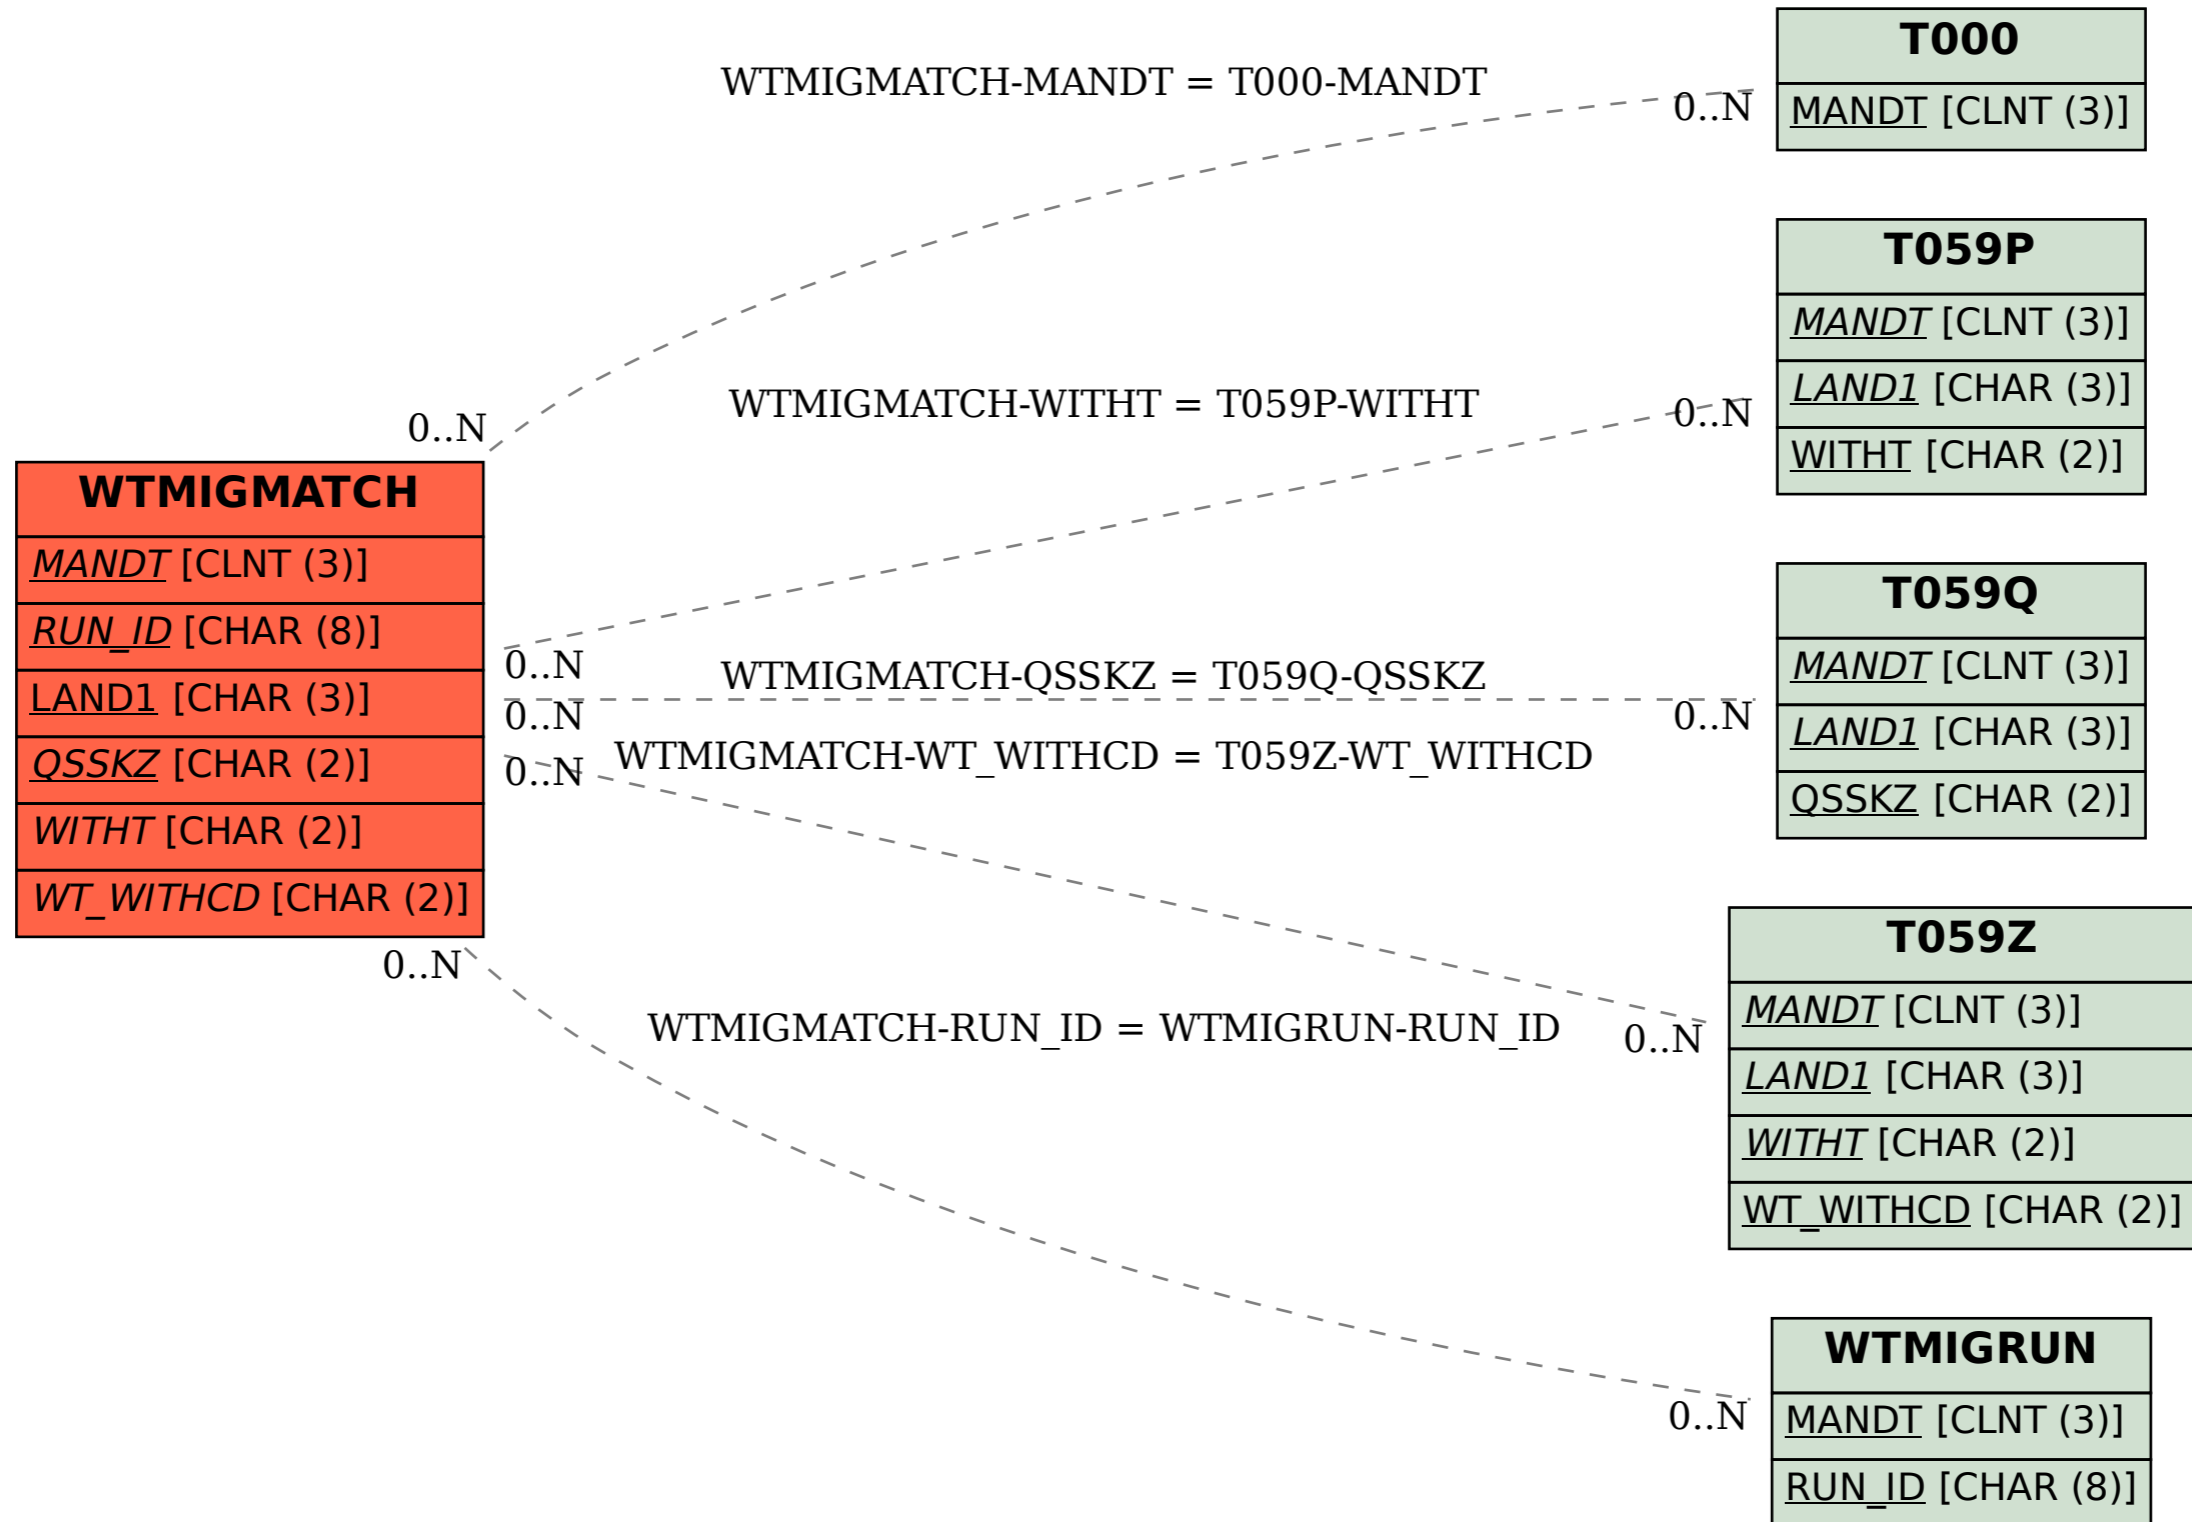 WTMIGMATCH
MANDT [CLNT (3)]
RUN_ID [CHAR (8)]
LAND1 [CHAR (3)]
QSSKZ [CHAR (2)]
WITHT [CHAR (2)]
WT_WITHCD [CHAR (2)]
WTMIGMATCH-MANDT = T000-MANDT
0..N
0..N
WTMIGMATCH-WITHT = T059P-WITHT
0..N
0..N
WTMIGMATCH-QSSKZ = T059Q-QSSKZ
0..N
0..N
WTMIGMATCH-WT_WITHCD = T059Z-WT_WITHCD
0..N
0..N
WTMIGMATCH-RUN_ID = WTMIGRUN-RUN_ID
0..N
0..N
T000
MANDT [CLNT (3)]
T059P
MANDT [CLNT (3)]
LAND1 [CHAR (3)]
WITHT [CHAR (2)]
T059Q
MANDT [CLNT (3)]
LAND1 [CHAR (3)]
QSSKZ [CHAR (2)]
T059Z
MANDT [CLNT (3)]
LAND1 [CHAR (3)]
WITHT [CHAR (2)]
WT_WITHCD [CHAR (2)]
WTMIGRUN
MANDT [CLNT (3)]
RUN_ID [CHAR (8)]